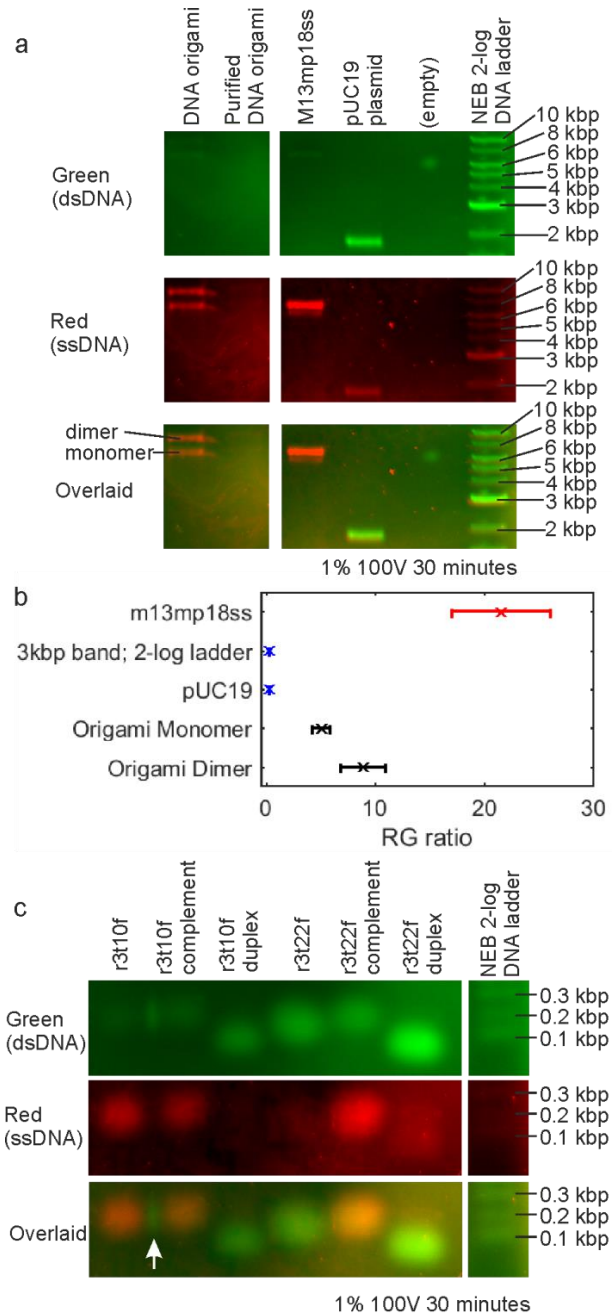 a
DNA origami
Purified
DNA origami
M13mp18ss
pUC19
plasmid
(empty)
NEB 2-log
DNA ladder
Green
(dsDNA)
10 kbp
8 kbp
6 kbp
5 kbp
4 kbp
3 kbp
2 kbp
Red
(ssDNA)
10 kbp
8 kbp
6 kbp
5 kbp
4 kbp
3 kbp
2 kbp
dimer
monomer
Overlaid
10 kbp
8 kbp
6 kbp
5 kbp
4 kbp
3 kbp
2 kbp
1% 100V 30 minutes
b
m13mp18ss
3kbp band; 2-log ladder
pUC19
Origami Monomer
Origami Dimer
0 10 20 30
RG ratio
c
r3t10f
r3t10f
complement
r3t10f
duplex
r3t22f
r3t22f
complement
r3t22f
duplex
NEB 2-log
DNA ladder
Green
(dsDNA)
0.3 kbp
0.2 kbp
0.1 kbp
Red
(ssDNA)
0.3 kbp
0.2 kbp
0.1 kbp
Overlaid
0.3 kbp
0.2 kbp
0.1 kbp
1% 100V 30 minutes